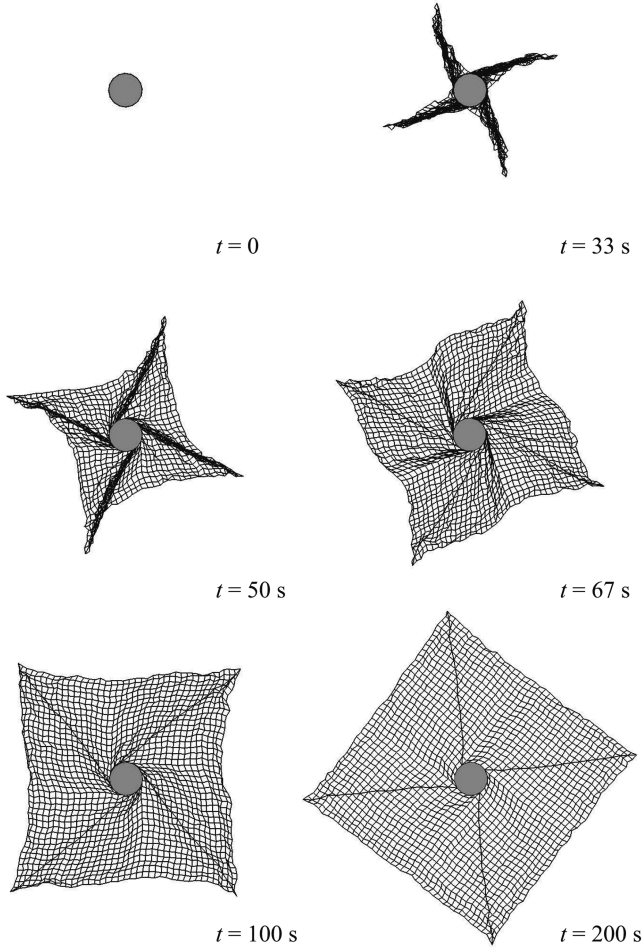 t = 0
t = 33 s
t = 50 s
t = 67 s
t = 100 s
t = 200 s